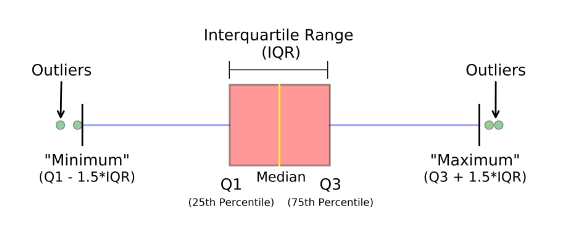 Interquartile Range
(IQR)
Outliers
Outliers
"Minimum"
(Q1 - 1.5*IQR)
"Maximum"
(Q3 + 1.5*IQR)
Q1
Median
Q3
(25th Percentile)
(75th Percentile)